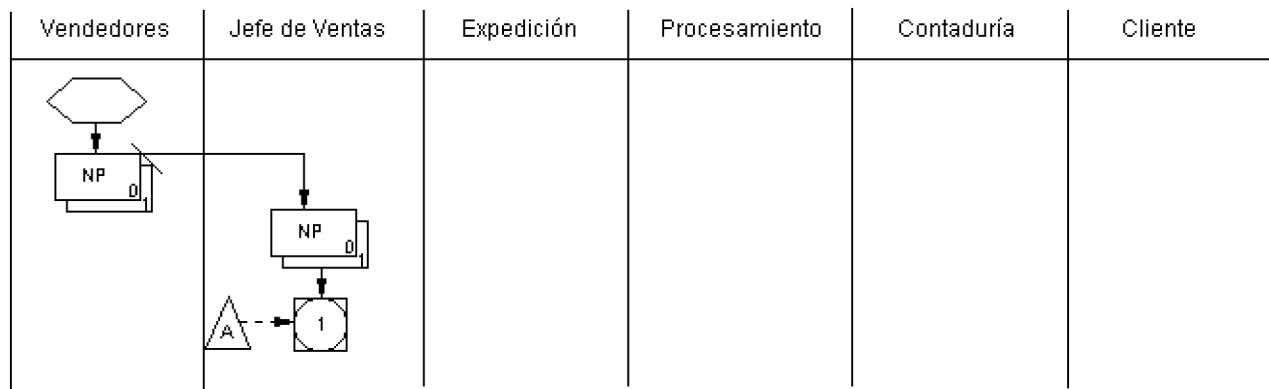 Vendedores
Jefe de Ventas
Expedición
Procesamiento
Contaduría
Cliente
NP
0
1
NP
0
1
A
1